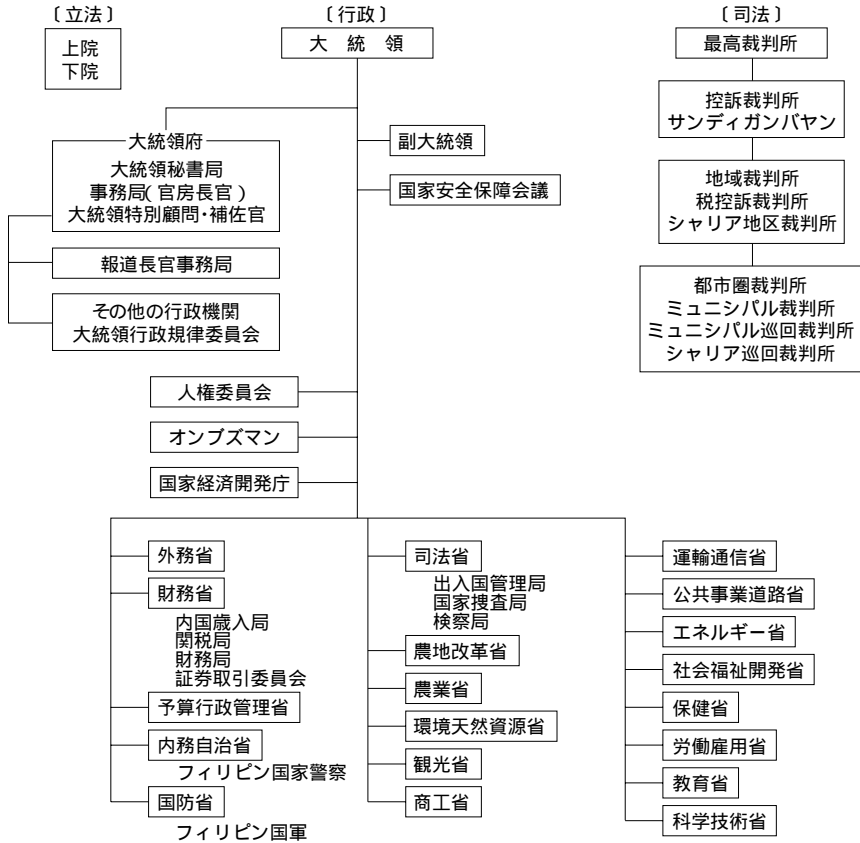 〔立法〕
上院
下院
〔行政〕
大　統　領
大統領府
大統領秘書局
事務局(官房長官)
大統領特別顧問・補佐官
報道長官事務局
その他の行政機関
大統領行政規律委員会
副大統領
国家安全保障会議
人権委員会
オンブズマン
国家経済開発庁
外務省
財務省
内国歳入局
関税局
財務局
証券取引委員会
予算行政管理省
内務自治省
フィリピン国家警察
国防省
フィリピン国軍
司法省
出入国管理局
国家捜査局
検察局
農地改革省
農業省
環境天然資源省
観光省
商工省
運輸通信省
公共事業道路省
エネルギー省
社会福祉開発省
保健省
労働雇用省
教育省
科学技術省
〔司法〕
最高裁判所
控訴裁判所
サンディガンバヤン
地域裁判所
税控訴裁判所
シャリア地区裁判所
都市圏裁判所
ミュニシパル裁判所
ミュニシパル巡回裁判所
シャリア巡回裁判所